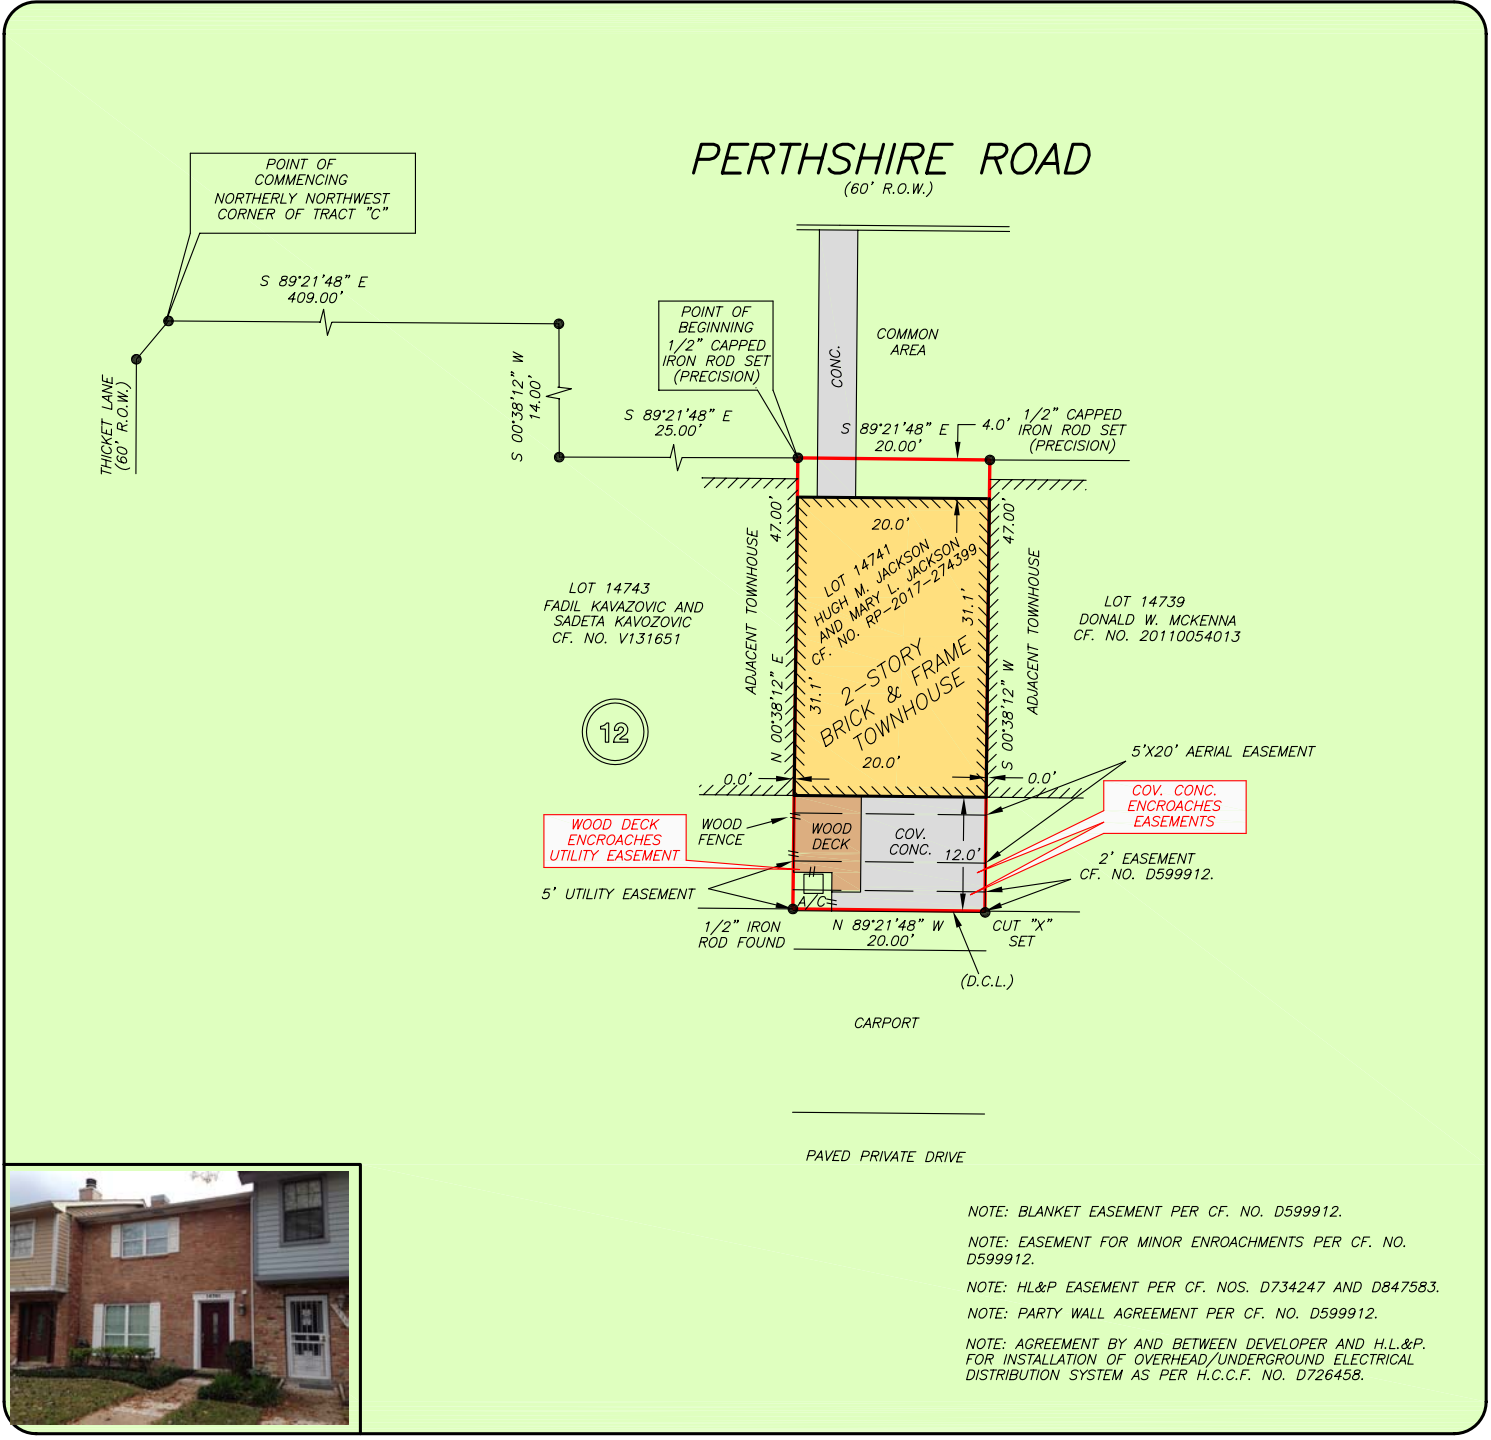 PERTHSHIRE ROAD
(60' R.O.W.)
POINT OF
COMMENCING
NORTHERLY NORTHWEST
CORNER OF TRACT "C"
S 89°21'48" E
409.00'
THICKET LANE
(60' R.O.W.)
S 00°38'12" W
14.00'
POINT OF
BEGINNING
1/2" CAPPED
IRON ROD SET
(PRECISION)
S 89°21'48" E
25.00'
CONC.
COMMON
AREA
S 89°21'48" E
20.00'
4.0'
1/2" CAPPED
IRON ROD SET
(PRECISION)
47.00'
N 00°38'12" E
ADJACENT TOWNHOUSE
20.0'
LOT 14741
HUGH M. JACKSON
AND MARY L. JACKSON
CF. NO. RP-2017-274399
31.1'
31.1'
2-STORY
BRICK & FRAME
TOWNHOUSE
20.0'
47.00'
S 00°38'12" W
ADJACENT TOWNHOUSE
LOT 14743
FADIL KAVAZOVIC AND
SADETA KAVOZOVIC
CF. NO. V131651
LOT 14739
DONALD W. MCKENNA
CF. NO. 20110054013
12
0.0'
0.0'
5'X20' AERIAL EASEMENT
COV. CONC.
ENCROACHES
EASEMENTS
WOOD DECK
ENCROACHES
UTILITY EASEMENT
WOOD
FENCE
WOOD
DECK
COV.
CONC.
12.0'
2' EASEMENT
CF. NO. D599912.
5' UTILITY EASEMENT
A/C
1/2" IRON
ROD FOUND
N 89°21'48" W
20.00'
CUT "X"
SET
(D.C.L.)
CARPORT
PAVED PRIVATE DRIVE
NOTE: BLANKET EASEMENT PER CF. NO. D599912.
NOTE: EASEMENT FOR MINOR ENROACHMENTS PER CF. NO.
D599912.
NOTE: HL&P EASEMENT PER CF. NOS. D734247 AND D847583.
NOTE: PARTY WALL AGREEMENT PER CF. NO. D599912.
NOTE: AGREEMENT BY AND BETWEEN DEVELOPER AND H.L.&P.
FOR INSTALLATION OF OVERHEAD/UNDERGROUND ELECTRICAL
DISTRIBUTION SYSTEM AS PER H.C.C.F. NO. D726458.